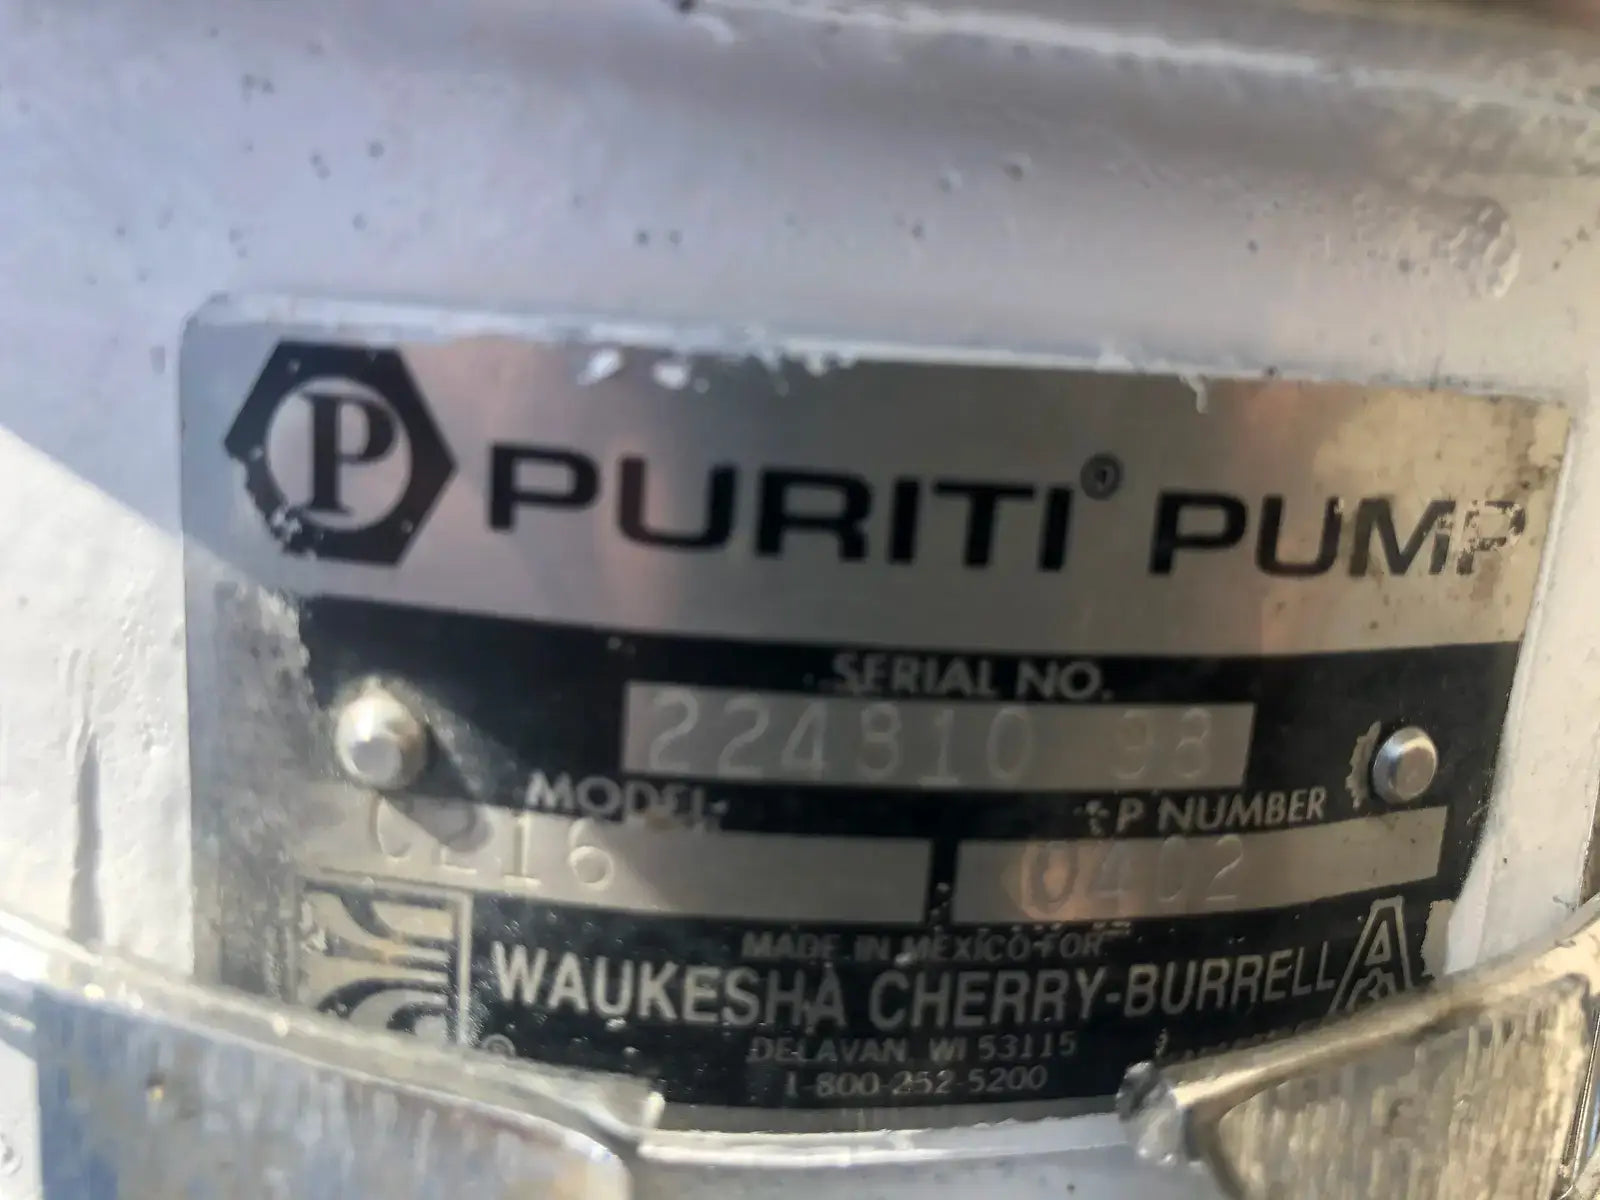 P PURITI® PUMP
SERIAL NO.
224810 98
MODEL P NUMBER
C216 0402
MADE IN MEXICO FOR
WAUKESHA CHERRY-BURRELL
DELAVAN, WI 53115
1-800-252-5200